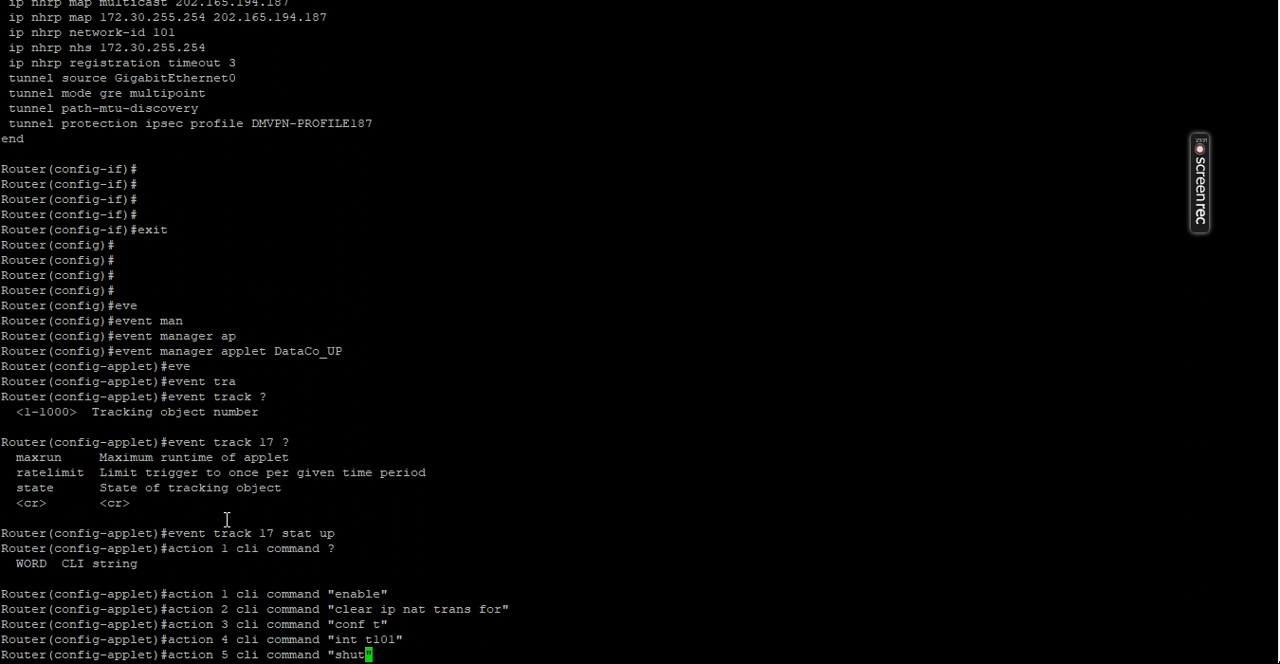 ip nhrp map multicast 202.165.194.187
ip nhrp map 172.30.255.254 202.165.194.187
ip nhrp network-id 101
ip nhrp nhs 172.30.255.254
ip nhrp registration timeout 3
tunnel source GigabitEthernet0
tunnel mode gre multipoint
tunnel path-mtu-discovery
tunnel protection ipsec profile DMVPN-PROFILE187
end
Router(config-if)#
Router(config-if)#
Router(config-if)#
Router(config-if)#
Router(config-if)#exit
Router(config)#
Router(config)#
Router(config)#
Router(config)#
Router(config)#eve
Router(config)#event man
Router(config)#event manager ap
Router(config)#event manager applet DataCo_UP
Router(config-applet)#eve
Router(config-applet)#event tra
Router(config-applet)#event track ?
<1-1000>  Tracking object number
Router(config-applet)#event track 17 ?
maxrun     Maximum runtime of applet
ratelimit  Limit trigger to once per given time period
state      State of tracking object
<cr>       <cr>
Router(config-applet)#event track 17 stat up
Router(config-applet)#action 1 cli command ?
WORD  CLI string
Router(config-applet)#action 1 cli command "enable"
Router(config-applet)#action 2 cli command "clear ip nat trans for"
Router(config-applet)#action 3 cli command "conf t"
Router(config-applet)#action 4 cli command "int t101"
Router(config-applet)#action 5 cli command "shut"
screenrec